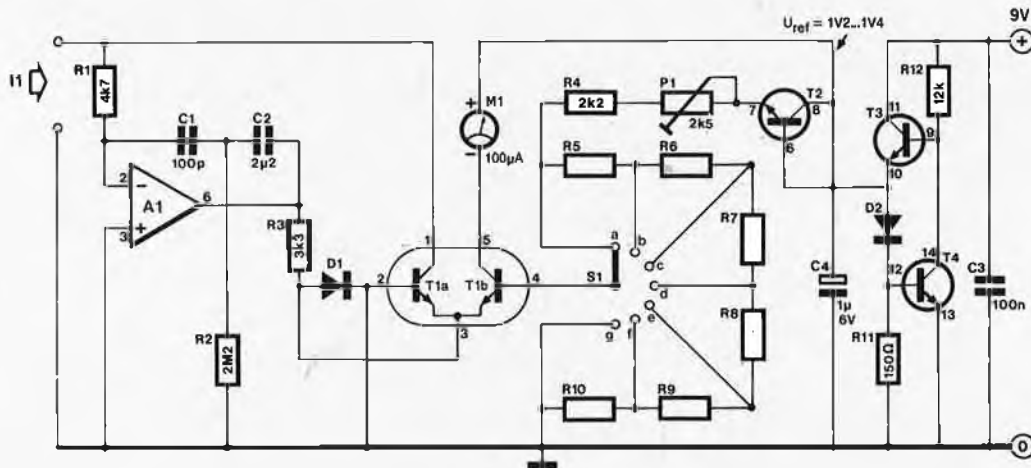 U ref = 1V2...1V4
9V
+
I1
R1
4k7
C1
100p
C2
2μ2
2
−
A1
6
3
+
R3
3k3
D1
R2
2M2
M1
+
−
100μA
1
5
2
T1a
T1b
4
3
R4
2k2
P1
2k5
7
T2
8
6
R5
R6
a
b
c
d
e
f
g
S1
R7
R8
R10
R9
T3
11
9
10
R12
12k
D2
C4
1μ
6V
12
14
T4
13
R11
150Ω
C3
100n
0